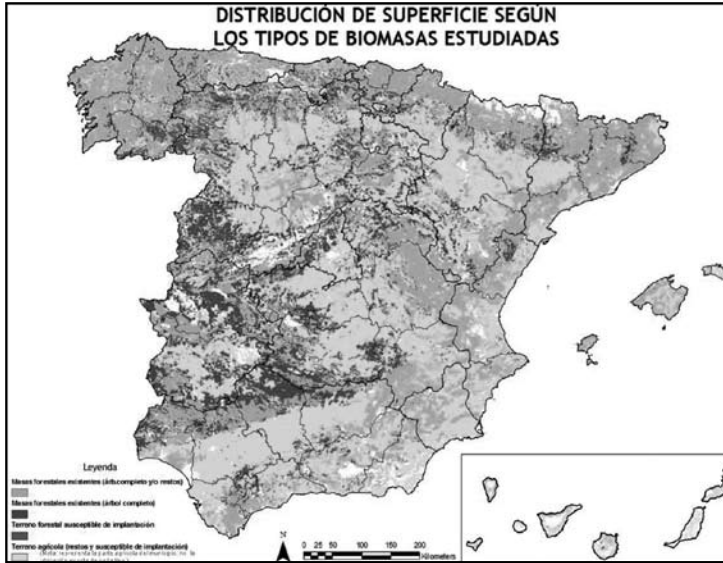 DISTRIBUCIÓN DE SUPERFICIE SEGÚN
LOS TIPOS DE BIOMASAS ESTUDIADAS
Leyenda
Masas forestales existentes (árb.completo y/o restos)
Masas forestales existentes (árbol completo)
Terreno forestal susceptible de implantación
Terreno agrícola (restos y susceptible de implantación)
N
0 25 50 100 150 200
Kilometers